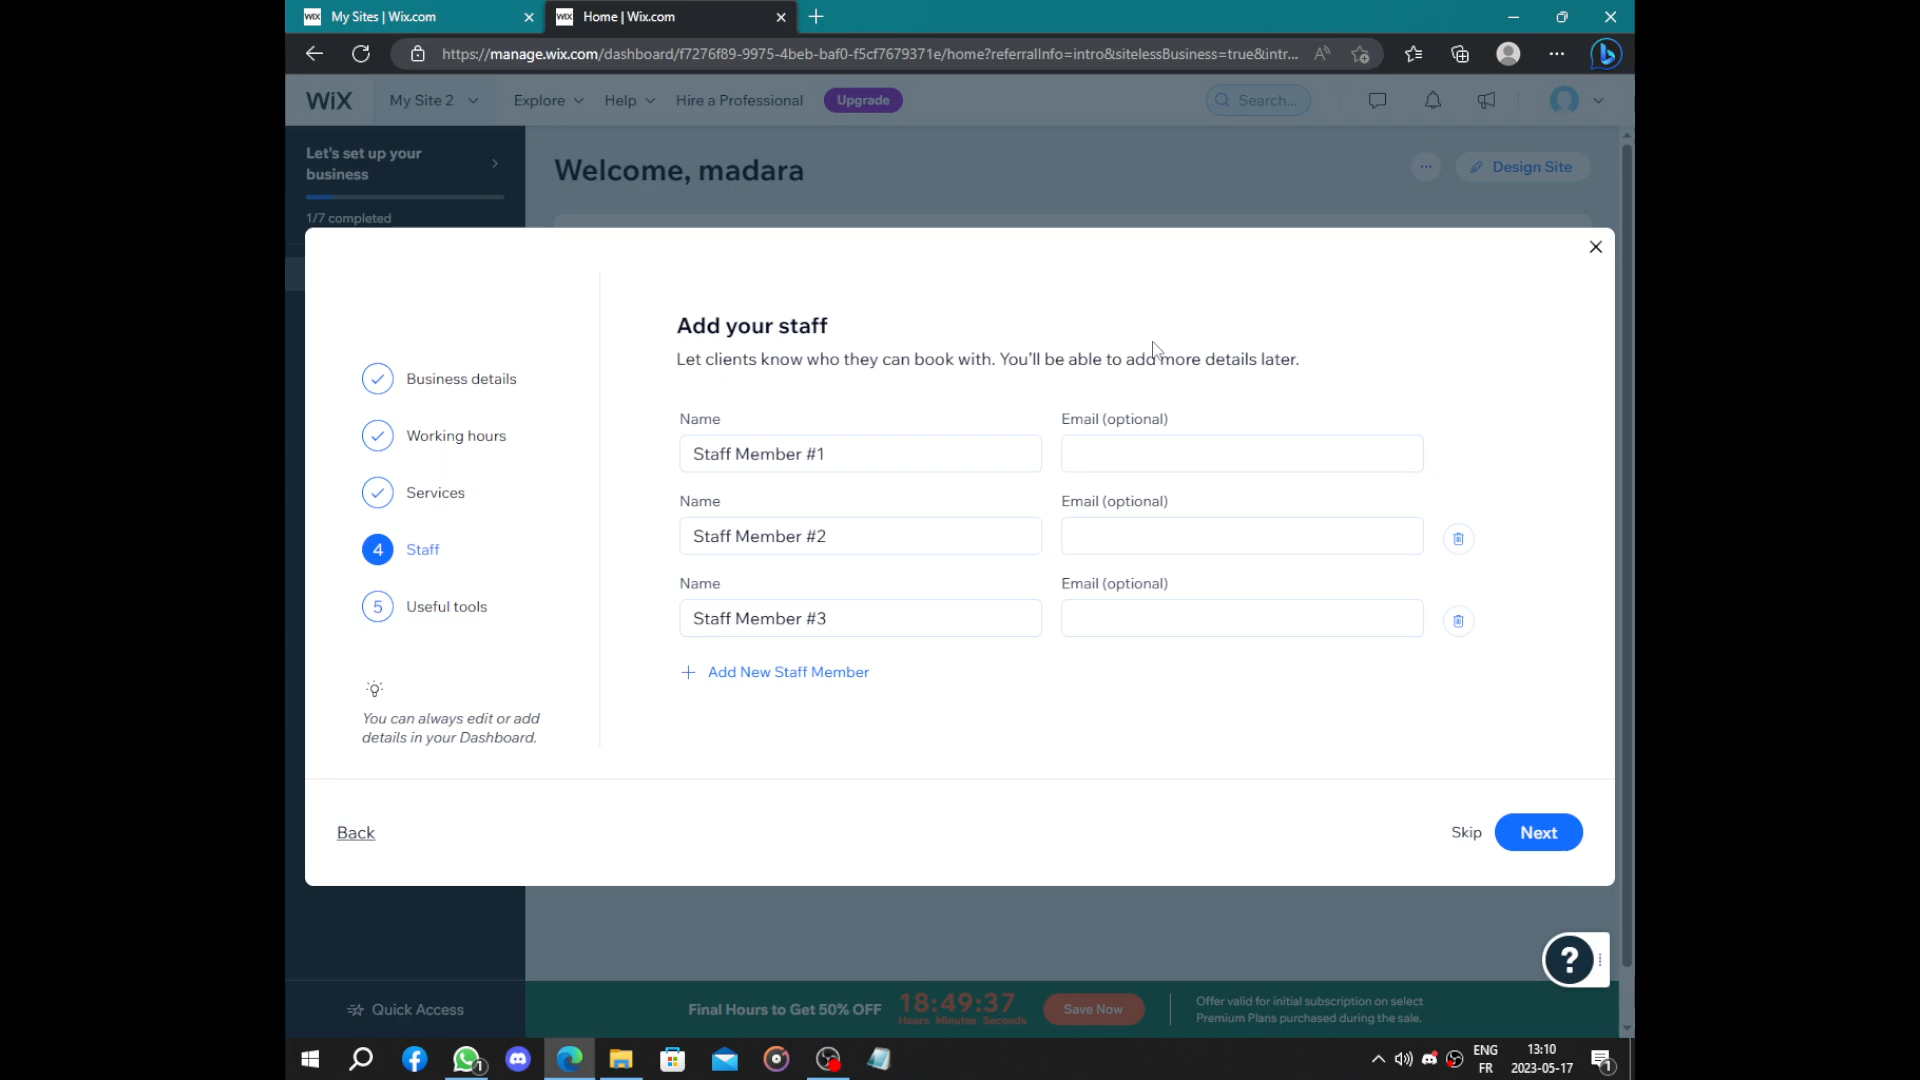 WiX My Sites | Wix.com
WiX Home | Wix.com
https://manage.wix.com/dashboard/f7276f89-9975-4beb-baf0-f5cf7679371e/home?referralInfo=intro&sitelessBusiness=true&intr...
WiX
My Site 2
Explore
Help
Hire a Professional
Upgrade
Search...
Let's set up your
business
1/7 completed
Welcome, madara
Design Site
Add your staff
Let clients know who they can book with. You'll be able to add more details later.
Business details
Working hours
Services
4 Staff
5 Useful tools
You can always edit or add
details in your Dashboard.
Name
Email (optional)
Staff Member #1
Name
Email (optional)
Staff Member #2
Name
Email (optional)
Staff Member #3
+ Add New Staff Member
Back
Skip
Next
?
Quick Access
Final Hours to Get 50% OFF
18:49:37
Hours Minutes Seconds
Save Now
Offer valid for initial subscription on select
Premium Plans purchased during the sale.
1
ENG
FR
13:10
2023-05-17
1